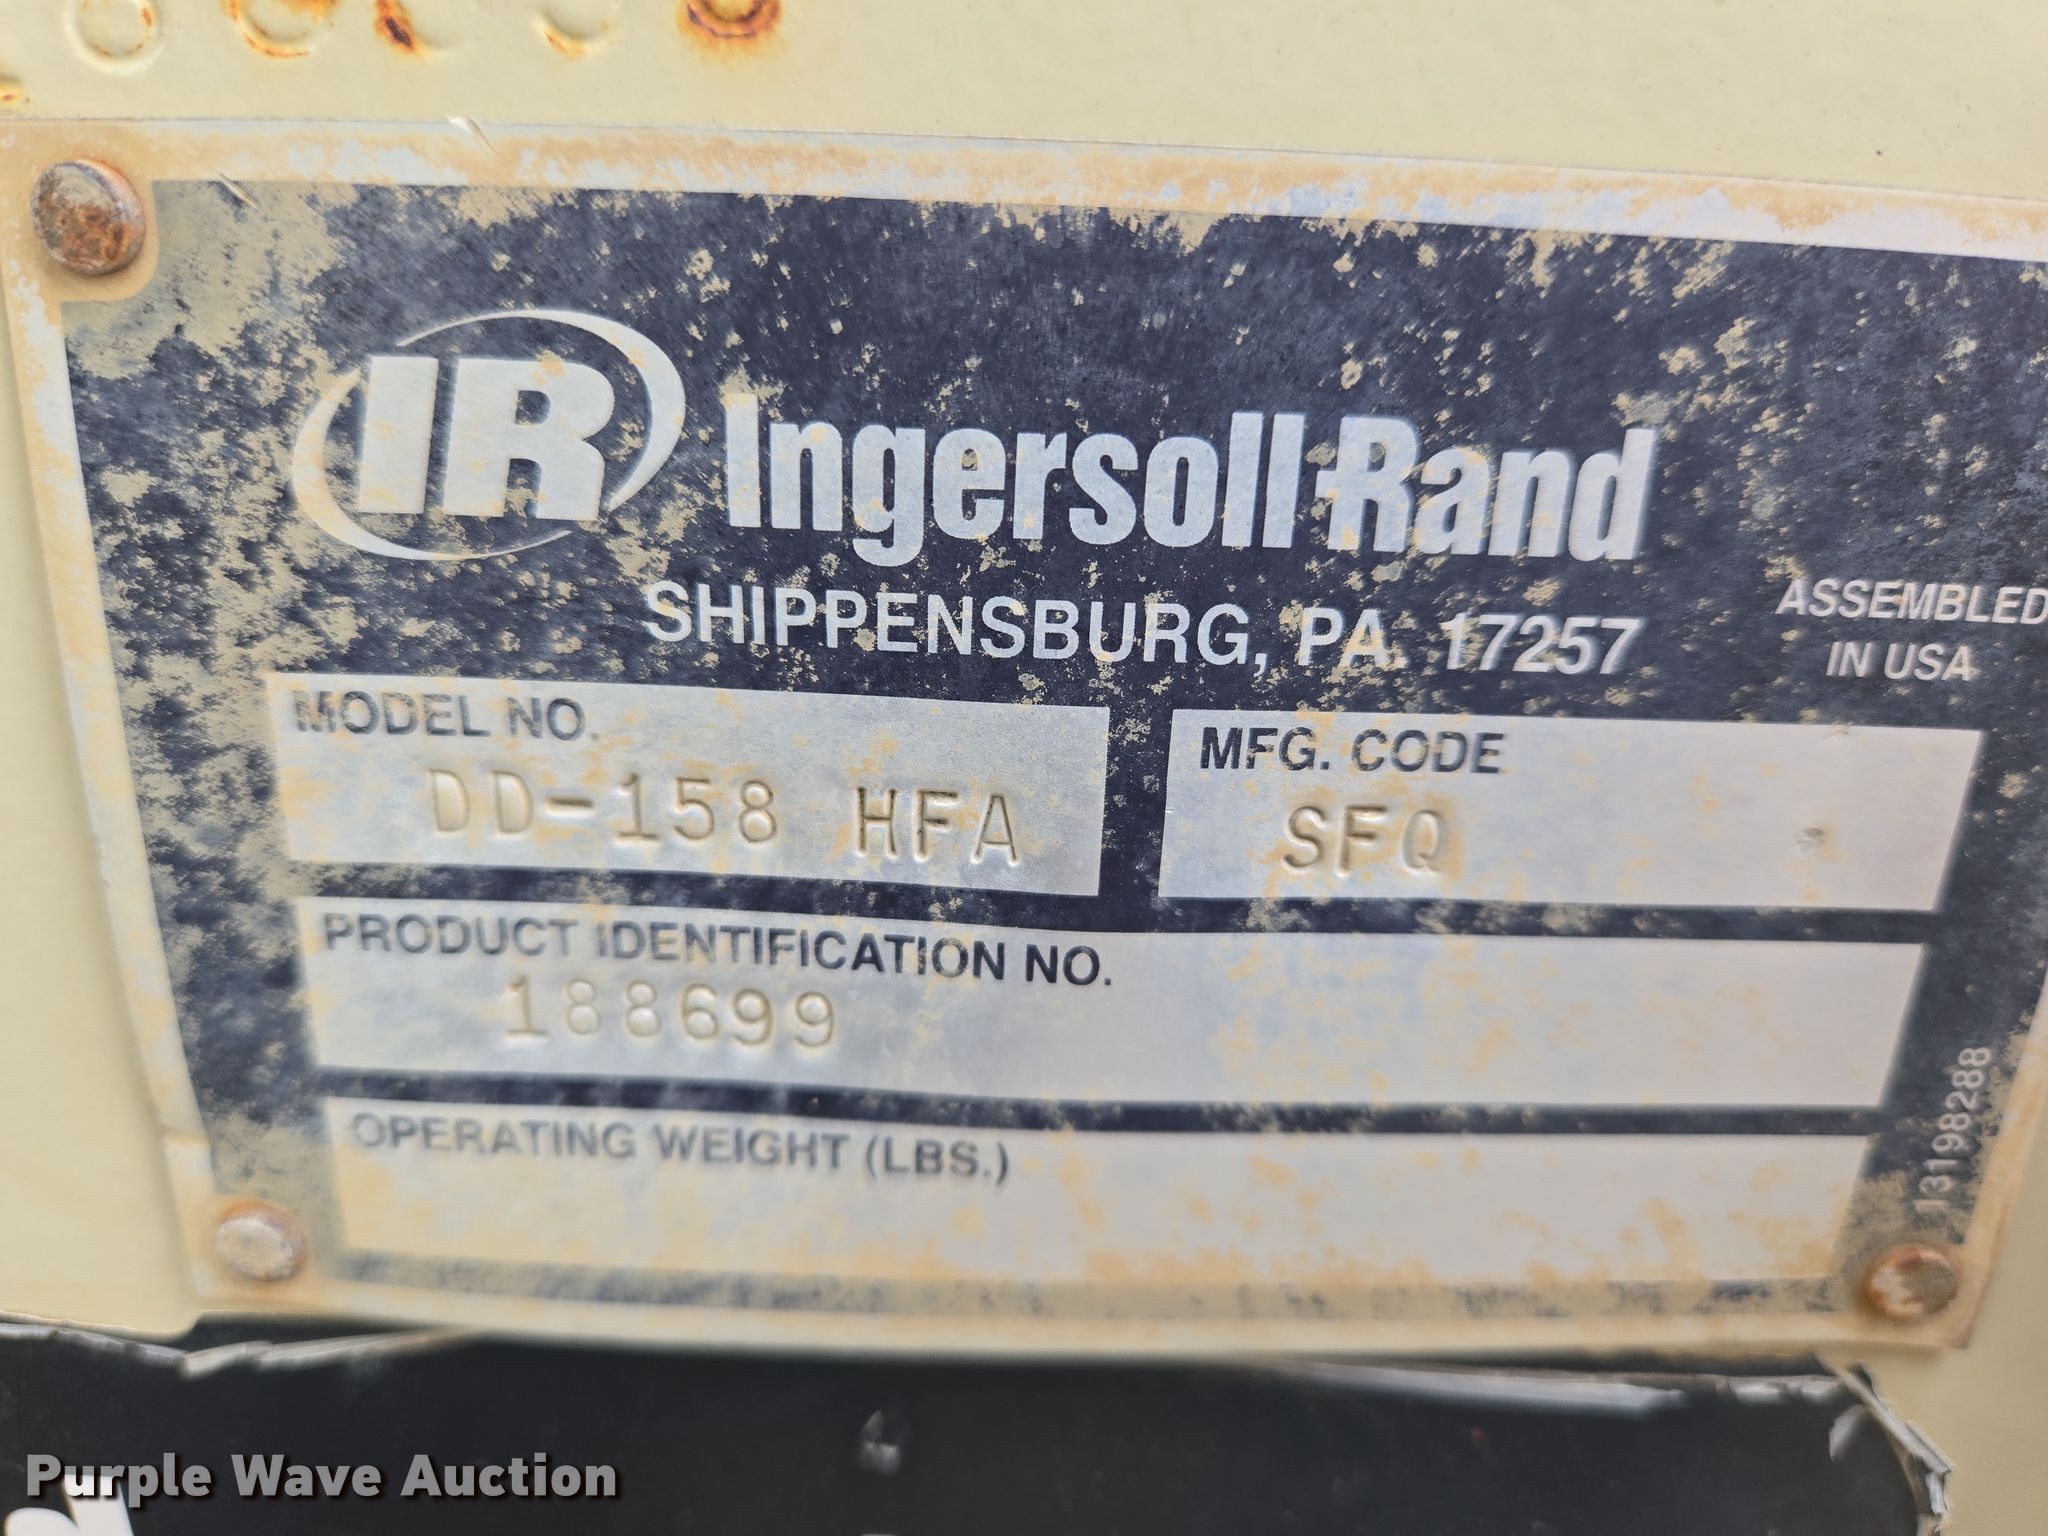 IR Ingersoll-Rand
SHIPPENSBURG, PA. 17257
ASSEMBLED
IN USA
MODEL NO.
DD-158 HFA
MFG. CODE
SFQ
PRODUCT IDENTIFICATION NO.
188699
OPERATING WEIGHT (LBS.)
13198288
Purple Wave Auction